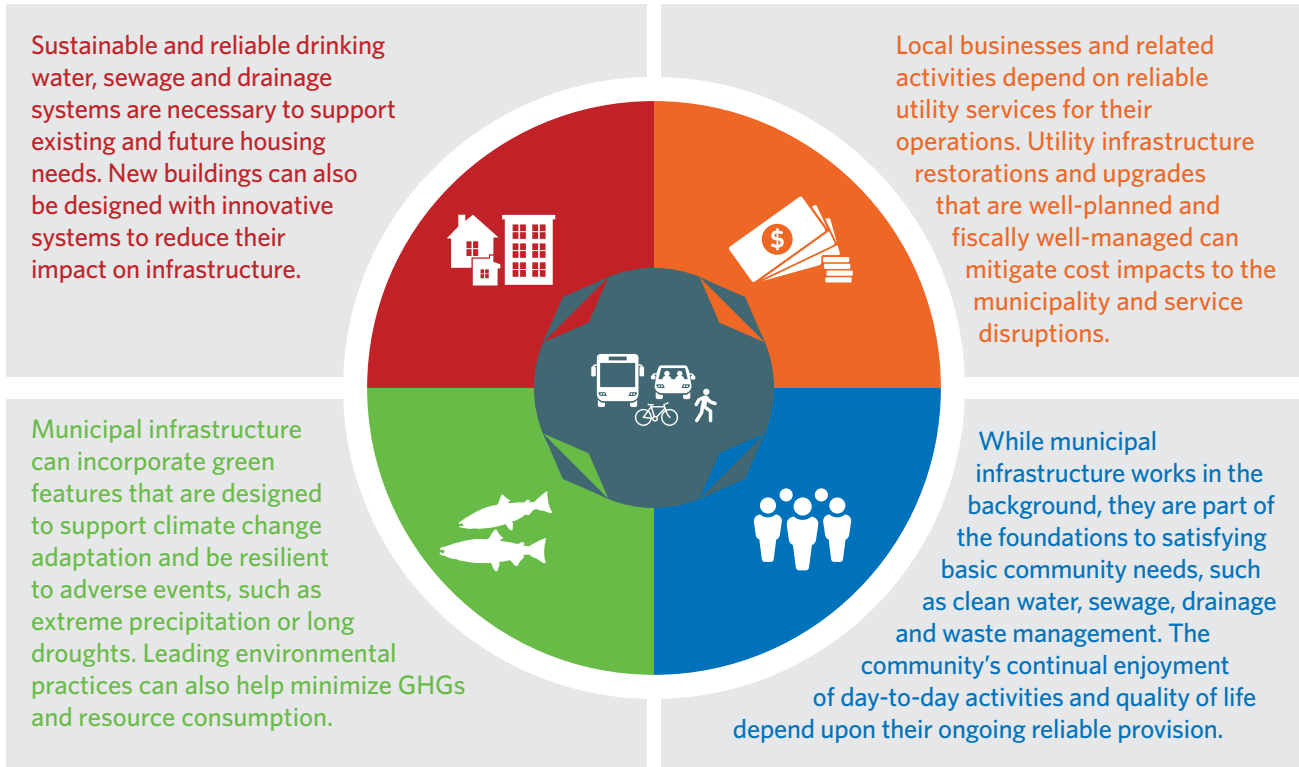 Sustainable and reliable drinking
water, sewage and drainage
systems are necessary to support
existing and future housing
needs. New buildings can also
be designed with innovative
systems to reduce their
impact on infrastructure.
Local businesses and related
activities depend on reliable
utility services for their
operations. Utility infrastructure
restorations and upgrades
that are well-planned and
fiscally well-managed can
mitigate cost impacts to the
municipality and service
disruptions.
$
Municipal infrastructure
can incorporate green
features that are designed
to support climate change
adaptation and be resilient
to adverse events, such as
extreme precipitation or long
droughts. Leading environmental
practices can also help minimize GHGs
and resource consumption.
While municipal
infrastructure works in the
background, they are part of
the foundations to satisfying
basic community needs, such
as clean water, sewage, drainage
and waste management. The
community’s continual enjoyment
of day-to-day activities and quality of life
depend upon their ongoing reliable provision.